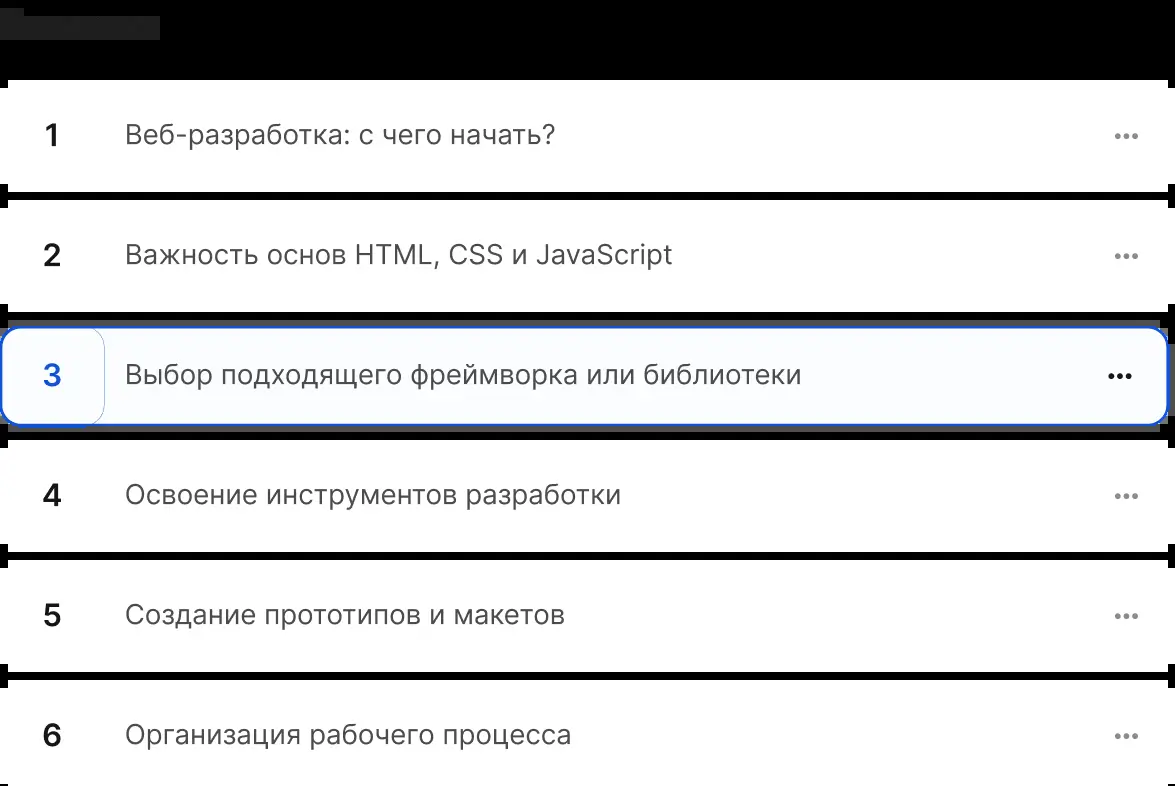 1 Веб-разработка: с чего начать?
2 Важность основ HTML, CSS и JavaScript
3 Выбор подходящего фреймворка или библиотеки
4 Освоение инструментов разработки
5 Создание прототипов и макетов
6 Организация рабочего процесса